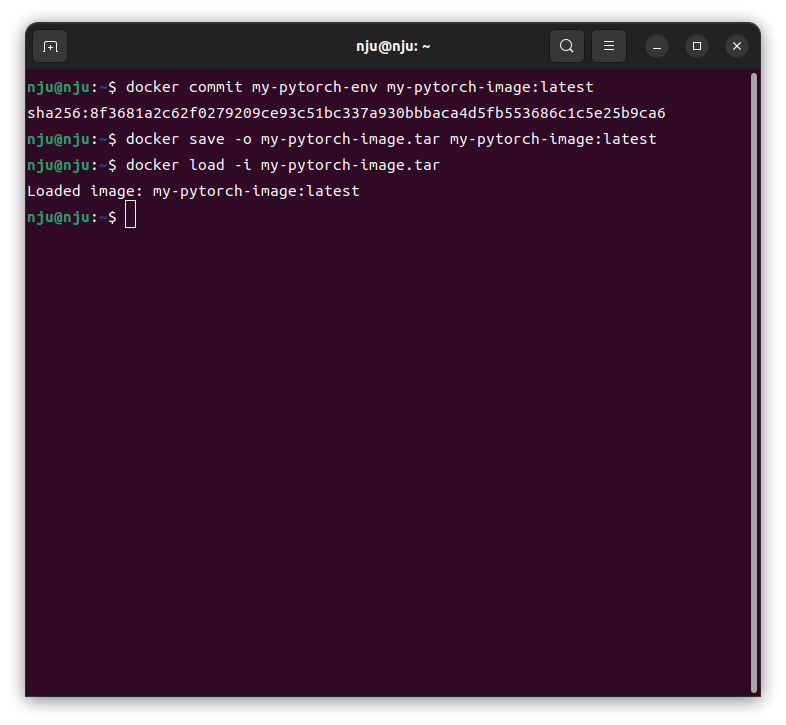 nju@nju: ~
nju@nju:~$ docker commit my-pytorch-env my-pytorch-image:latest
sha256:8f3681a2c62f0279209ce93c51bc337a930bbbaca4d5fb553686c1c5e25b9ca6
nju@nju:~$ docker save -o my-pytorch-image.tar my-pytorch-image:latest
nju@nju:~$ docker load -i my-pytorch-image.tar
Loaded image: my-pytorch-image:latest
nju@nju:~$